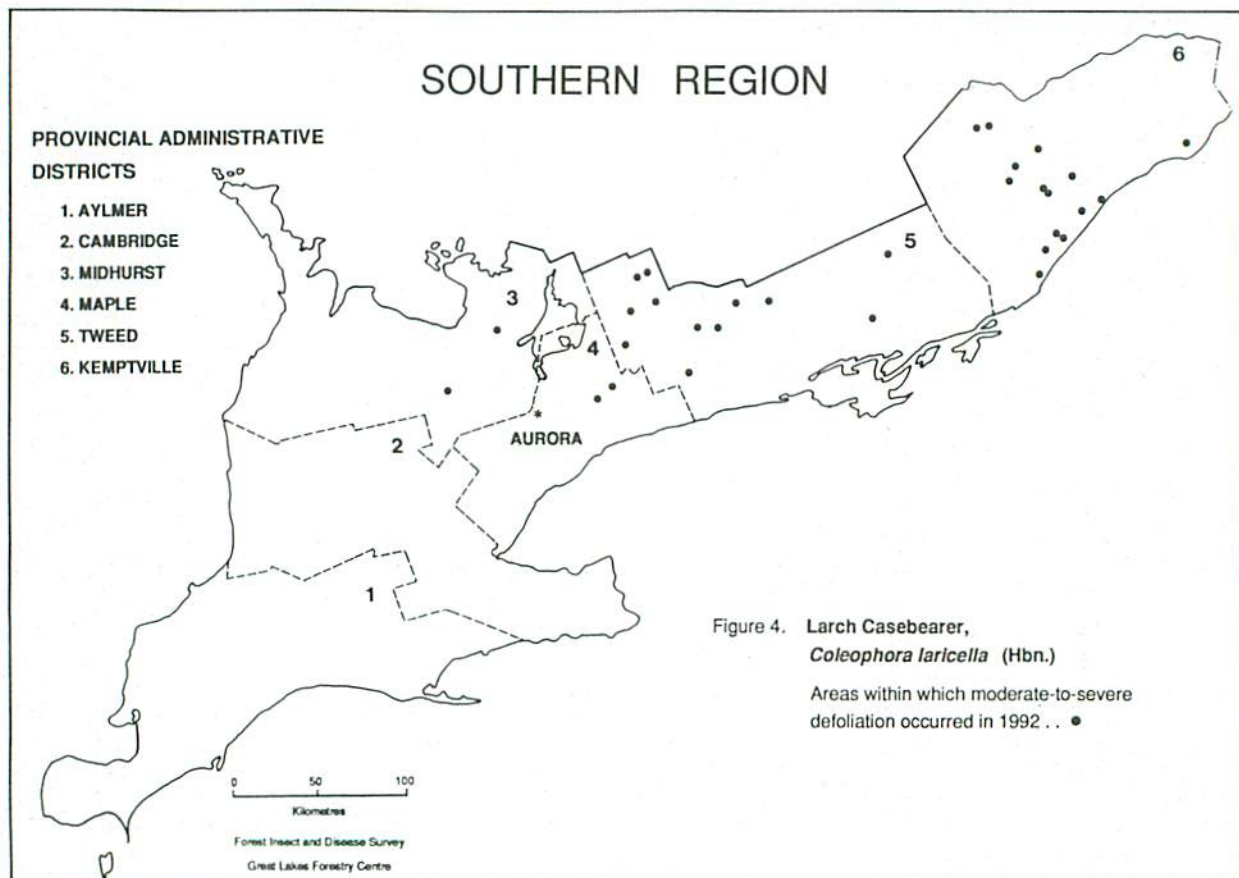 SOUTHERN REGION
PROVINCIAL ADMINISTRATIVE
DISTRICTS
1. AYLMER
2. CAMBRIDGE
3. MIDHURST
4. MAPLE
5. TWEED
6. KEMPTVILLE
6
5
3
4
*
AURORA
2
1
Figure 4. Larch Casebearer,
Coleophora laricella (Hbn.)
Areas within which moderate-to-severe
defoliation occurred in 1992 . . ●
0 50 100
Kilometres
Forest Insect and Disease Survey
Great Lakes Forestry Centre